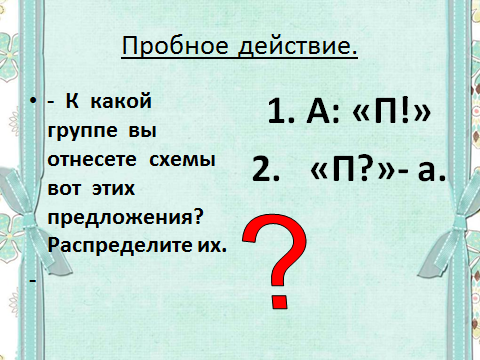 Пробное действие.
• - К какой
группе вы
отнесете схемы
вот этих
предложения?
Распределите их.
-
1. А: «П!»
2. «П?»- а.
?